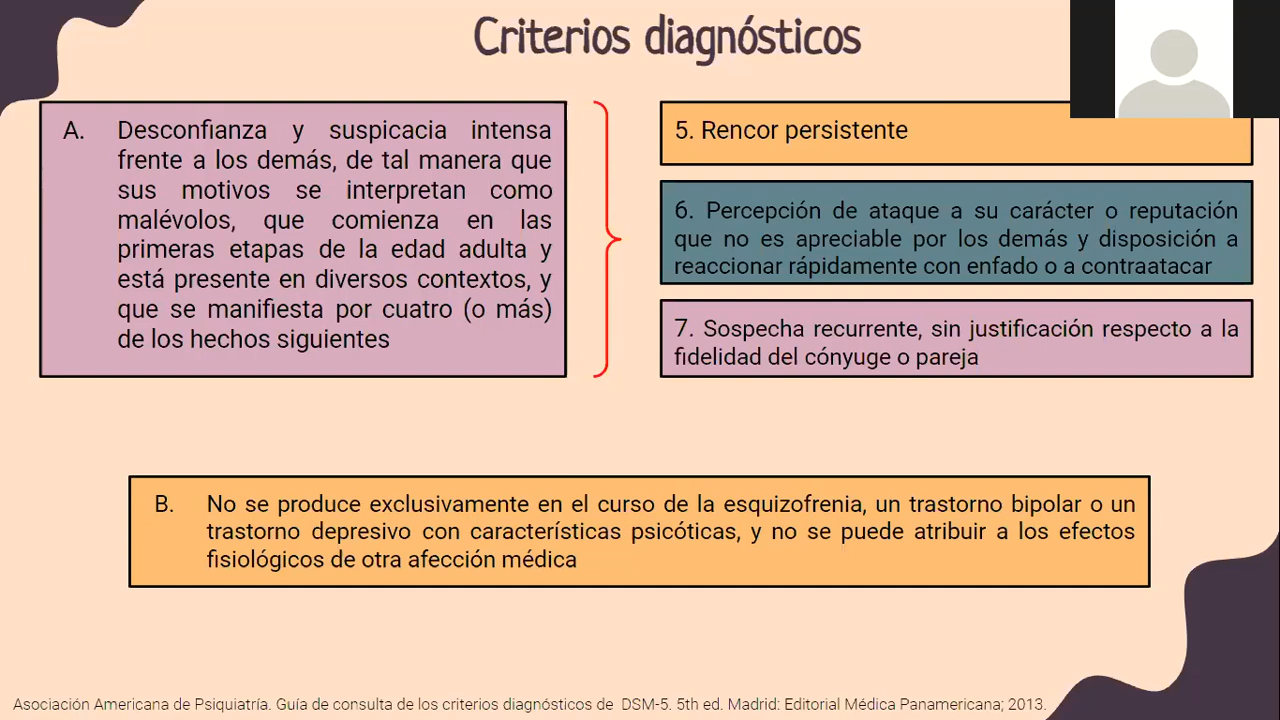 Criterios diagnósticos
A. Desconfianza y suspicacia intensa
frente a los demás, de tal manera que
sus motivos se interpretan como
malévolos, que comienza en las
primeras etapas de la edad adulta y
está presente en diversos contextos, y
que se manifiesta por cuatro (o más)
de los hechos siguientes
5. Rencor persistente
6. Percepción de ataque a su carácter o reputación
que no es apreciable por los demás y disposición a
reaccionar rápidamente con enfado o a contraatacar
7. Sospecha recurrente, sin justificación respecto a la
fidelidad del cónyuge o pareja
B. No se produce exclusivamente en el curso de la esquizofrenia, un trastorno bipolar o un
trastorno depresivo con características psicóticas, y no se puede atribuir a los efectos
fisiológicos de otra afección médica
Asociación Americana de Psiquiatría. Guía de consulta de los criterios diagnósticos de DSM-5. 5th ed. Madrid: Editorial Médica Panamericana; 2013.